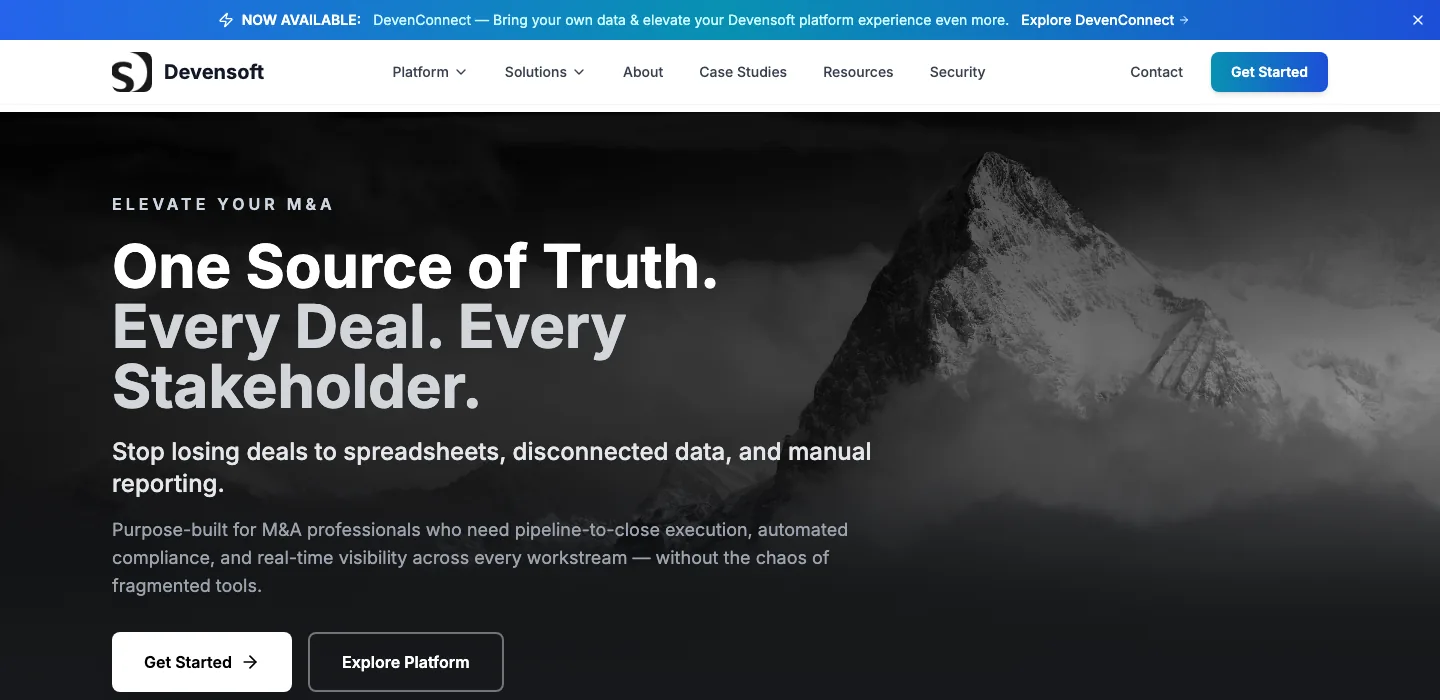 NOW AVAILABLE: DevenConnect — Bring your own data & elevate your Devensoft platform experience even more. Explore DevenConnect →
Devensoft
Platform
Solutions
About
Case Studies
Resources
Security
Contact
Get Started
ELEVATE YOUR M&A
One Source of Truth.
Every Deal. Every
Stakeholder.
Stop losing deals to spreadsheets, disconnected data, and manual
reporting.
Purpose-built for M&A professionals who need pipeline-to-close execution, automated
compliance, and real-time visibility across every workstream — without the chaos of
fragmented tools.
Get Started →
Explore Platform